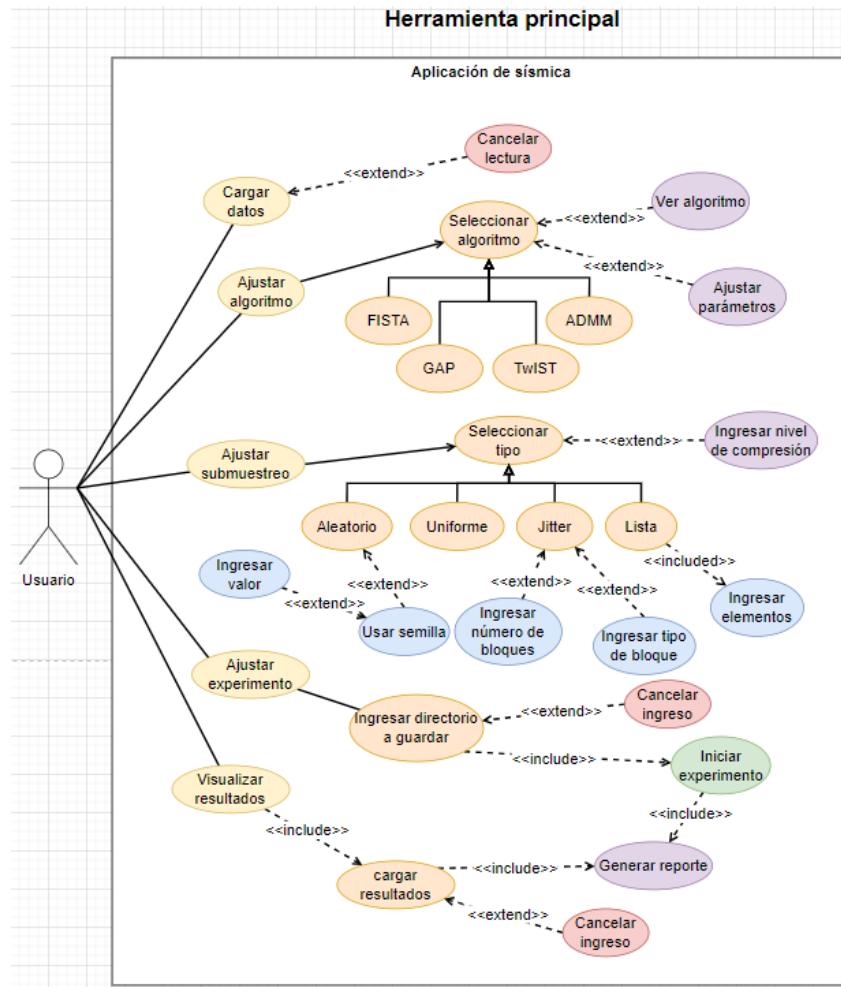 Herramienta principal
Aplicación de sísmica
Cancelar
lectura
<<extend>>
Cargar
datos
Ver algoritmo
Seleccionar
algoritmo
<<extend>>
<<extend>>
Ajustar
algoritmo
Ajustar
parámetros
FISTA
ADMM
GAP
TwIST
Seleccionar
tipo
<<extend>>
Ingresar nivel
de compresión
Ajustar
submuestreo
Aleatorio
Uniforme
Jitter
Lista
Usuario
Ingresar
valor
<<extend>>
<<extend>>
<<extend>>
<<included>>
<<extend>>
<<extend>>
Usar semilla
Ingresar
número de
bloques
Ingresar tipo
de bloque
Ingresar
elementos
Ajustar
experimento
Ingresar directorio
a guardar
<<extend>>
Cancelar
ingreso
<<include>>
Iniciar
experimento
Visualizar
resultados
<<include>>
<<include>>
cargar
resultados
<<include>>
Generar reporte
<<extend>>
Cancelar
ingreso